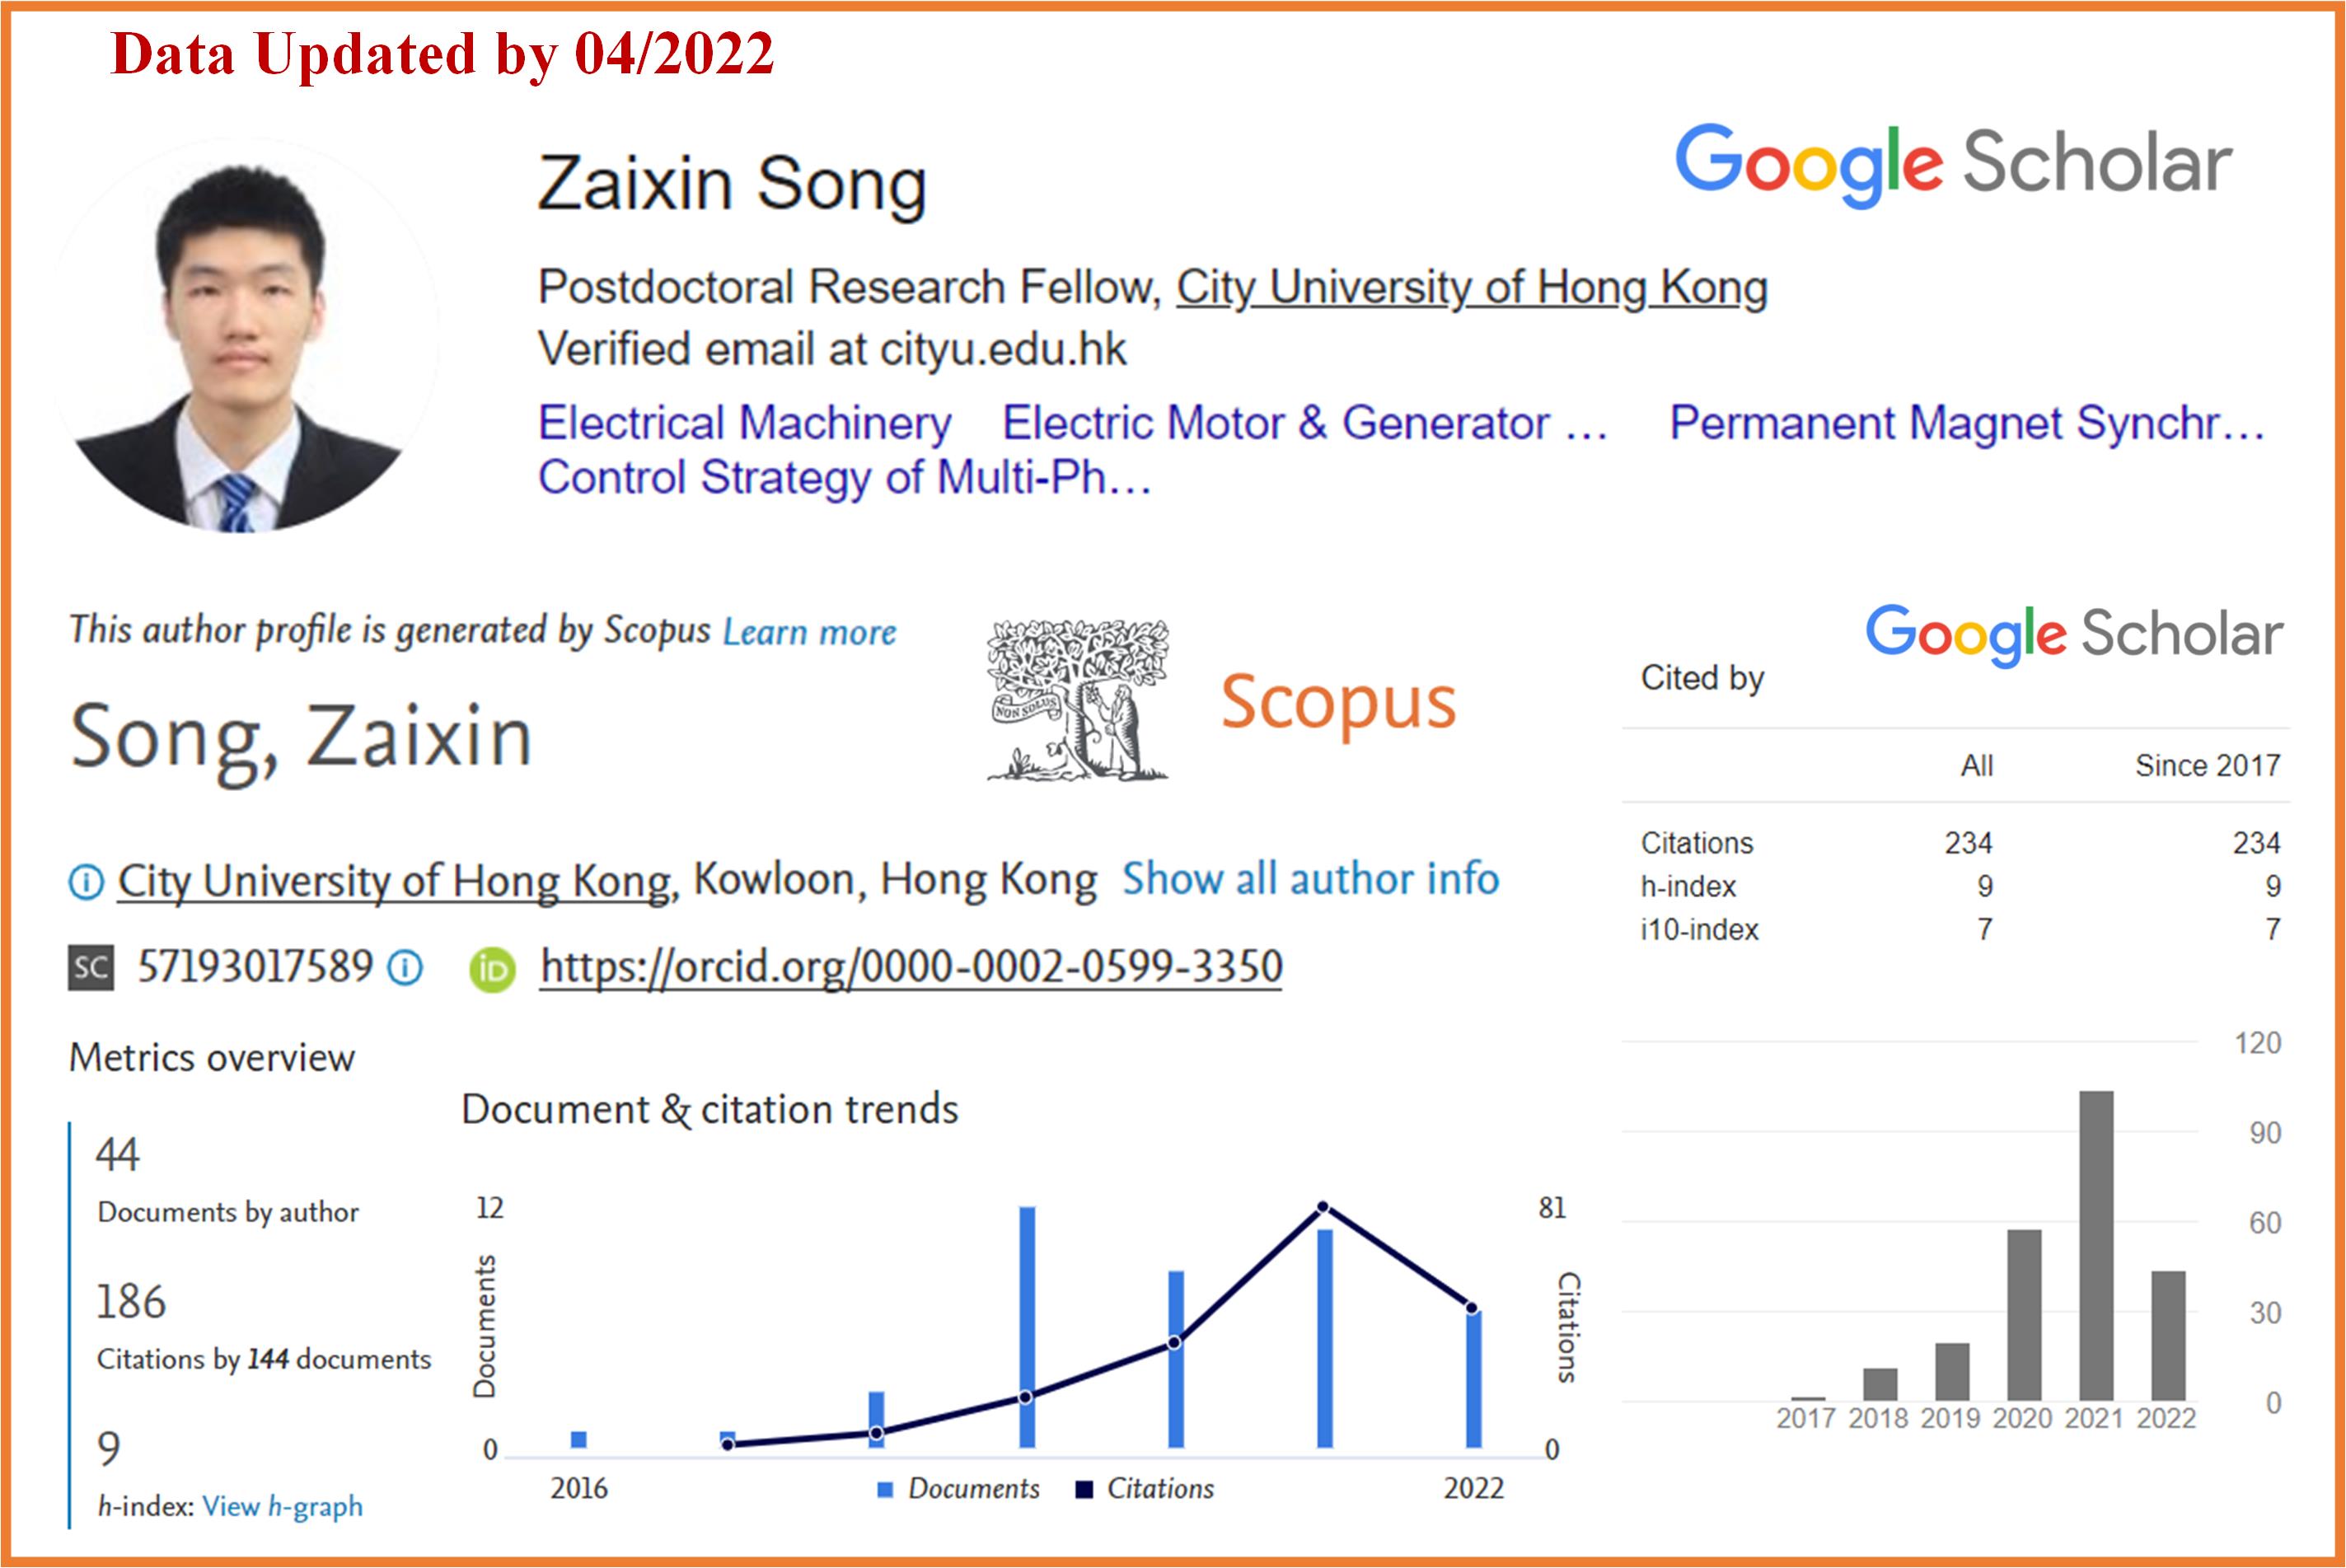 Data Updated by 04/2022
Zaixin Song
Google Scholar
Postdoctoral Research Fellow, City University of Hong Kong
Verified email at cityu.edu.hk
Electrical Machinery Electric Motor & Generator … Permanent Magnet Synchr…
Control Strategy of Multi-Ph…
This author profile is generated by Scopus Learn more
Song, Zaixin
NON SOLUS
Scopus
City University of Hong Kong, Kowloon, Hong Kong Show all author info
SC 57193017589 iD https://orcid.org/0000-0002-0599-3350
Metrics overview
44
Documents by author
186
Citations by 144 documents
9
h-index: View h-graph
Document & citation trends
12
81
Documents
Citations
0
0
2016
2022
Documents Citations
Google Scholar
Cited by
All Since 2017
Citations 234 234
h-index 9 9
i10-index 7 7
120
90
60
30
0
2017 2018 2019 2020 2021 2022